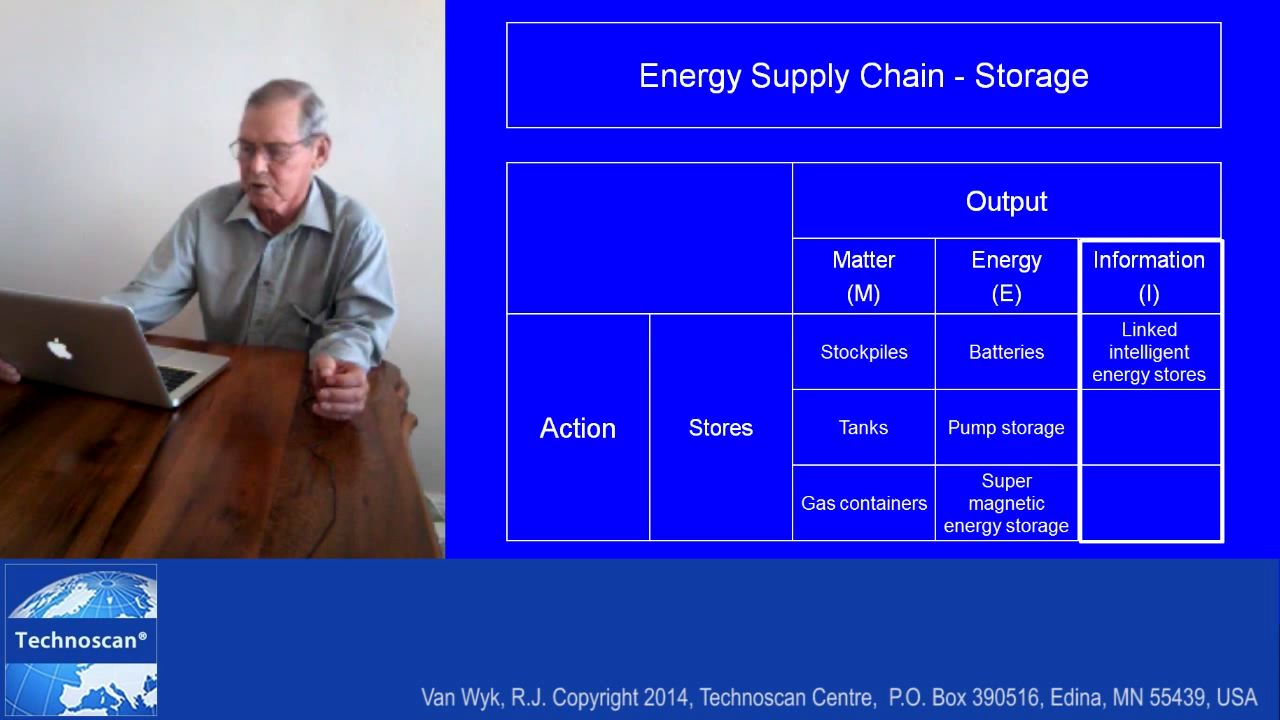 Energy Supply Chain - Storage
Output
Matter
(M)
Energy
(E)
Information
(I)
Action
Stores
Stockpiles
Batteries
Linked
intelligent
energy stores
Tanks
Pump storage
Gas containers
Super
magnetic
energy storage
Technoscan®
Van Wyk, R.J. Copyright 2014, Technoscan Centre, P.O. Box 390516, Edina, MN 55439, USA